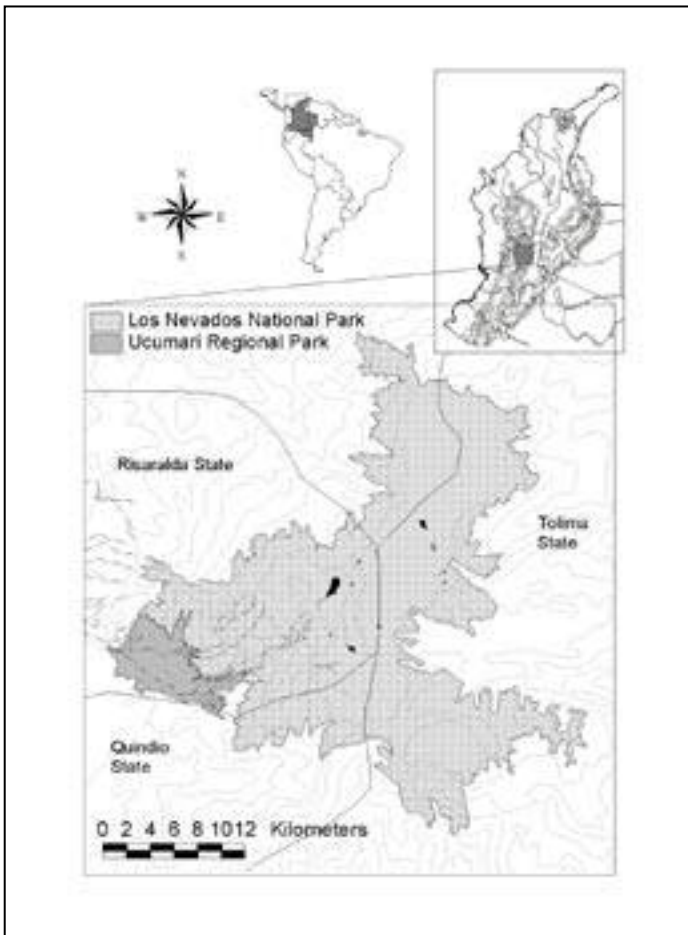 N
W E
S
Los Nevados National Park
Ucumari Regional Park
Risaralda State
Tolima
State
Quindio
State
0 2 4 6 8 1012 Kilometers